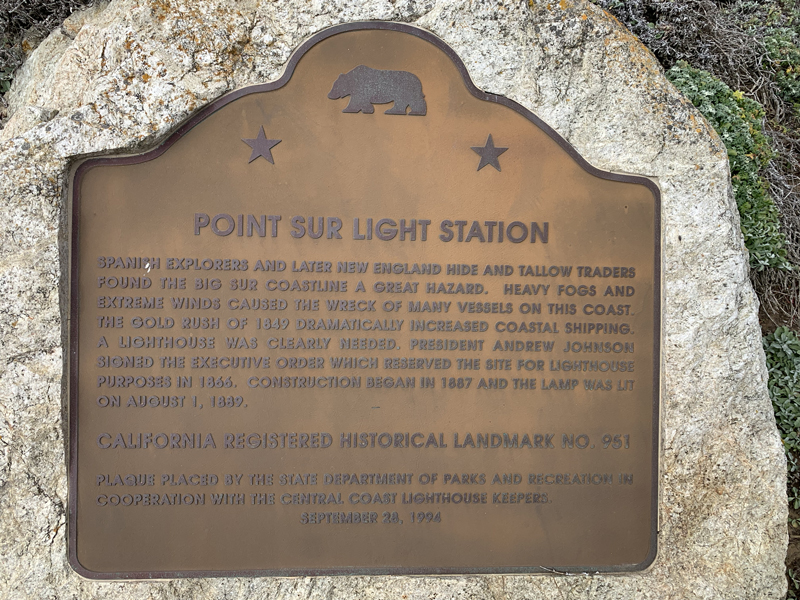 POINT SUR LIGHT STATION
SPANISH EXPLORERS AND LATER NEW ENGLAND HIDE AND TALLOW TRADERS
FOUND THE BIG SUR COASTLINE A GREAT HAZARD. HEAVY FOGS AND
EXTREME WINDS CAUSED THE WRECK OF MANY VESSELS ON THIS COAST.
THE GOLD RUSH OF 1849 DRAMATICALLY INCREASED COASTAL SHIPPING.
A LIGHTHOUSE WAS CLEARLY NEEDED. PRESIDENT ANDREW JOHNSON
SIGNED THE EXECUTIVE ORDER WHICH RESERVED THE SITE FOR LIGHTHOUSE
PURPOSES IN 1866. CONSTRUCTION BEGAN IN 1887 AND THE LAMP WAS LIT
ON AUGUST 1, 1889.
CALIFORNIA REGISTERED HISTORICAL LANDMARK NO. 951
PLAQUE PLACED BY THE STATE DEPARTMENT OF PARKS AND RECREATION IN
COOPERATION WITH THE CENTRAL COAST LIGHTHOUSE KEEPERS.
SEPTEMBER 28, 1994